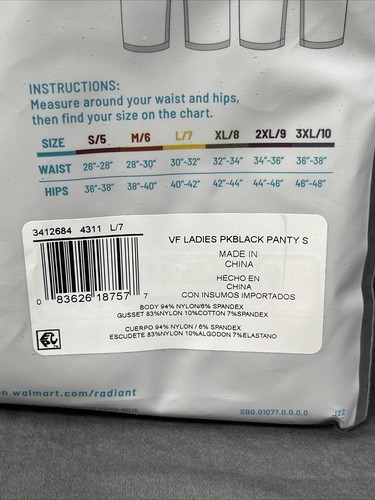 INSTRUCTIONS:
Measure around your waist and hips,
then find your size on the chart.
SIZE S/5 M/6 L/7 XL/8 2XL/9 3XL/10
WAIST 26"-28" 28"-30" 30"-32" 32"-34" 34"-36" 36"-38"
HIPS 36"-38" 38"-40" 40"-42" 42"-44" 44"-46" 46"-48"
3412684 4311 L/7
VF LADIES PKBLACK PANTY S
MADE IN
CHINA
HECHO EN
CHINA
CON INSUMOS IMPORTADOS
0 83626 18757 7
BODY 94% NYLON/6% SPANDEX
GUSSET 83%NYLON 10%COTTON 7%SPANDEX
CUERPO 94% NYLON / 6% SPANDEX
ESCUDETE 83%NYLON 10%ALGODON 7%ELASTANO
on walmart.com/radiant
SBG.01077.0.0.0.0
J22